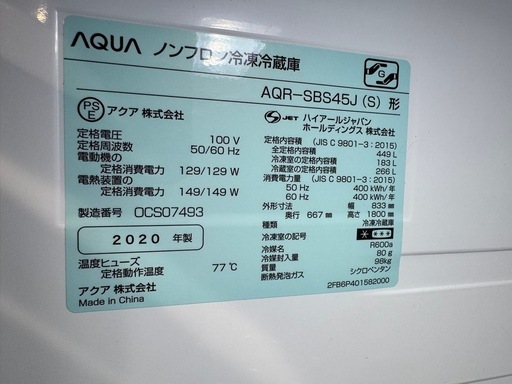 AQUA ノンフロン冷凍冷蔵庫
G
AQR-SBS45J (S) 形
PS
E
アクア 株式会社
定格電圧 100 V
定格周波数 50/60 Hz
電動機の
定格消費電力 129/129 W
電熱装置の
定格消費電力 149/149 W
製造番号 OCS07493
2020 年製
温度ヒューズ
定格動作温度 77℃
アクア 株式会社
Made in China
S JET ハイアールジャパン
ホールディングス 株式会社
定格内容積 (JIS C 9801-3 : 2015)
全定格内容積 449 L
冷凍室の定格内容積 183 L
冷蔵室の定格内容積 266 L
消費電力量 (JIS C 9801-3 : 2015)
50 Hz 400 kWh/年
60 Hz 400 kWh/年
外形寸法 幅 833 ㎜
奥行 667 ㎜ 高さ 1800 ㎜
種類 冷凍冷蔵庫
冷凍室の記号 ****
冷媒名 R600a
冷媒封入量 80g
質量 98kg
断熱発泡ガス シクロペンタン
2FB6P401582000